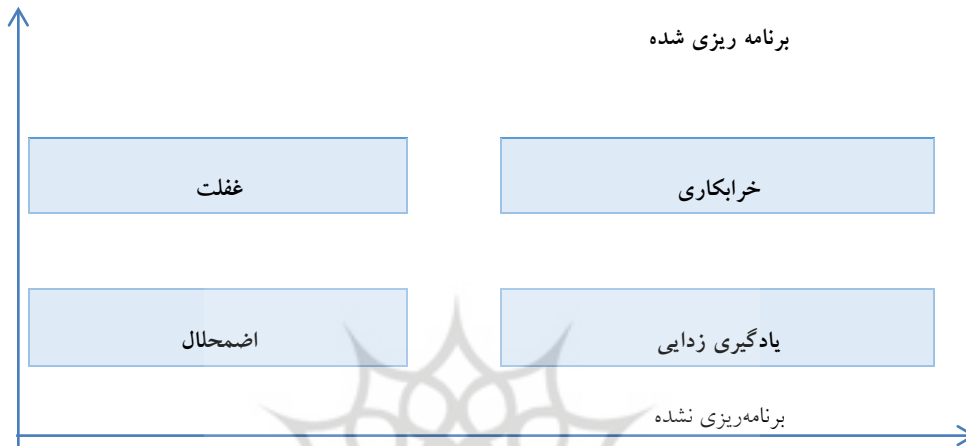 برنامه ریزی شده
خرابکاری
غفلت
یادگیری زدایی
اضمحلال
برنامه‌ریزی نشده